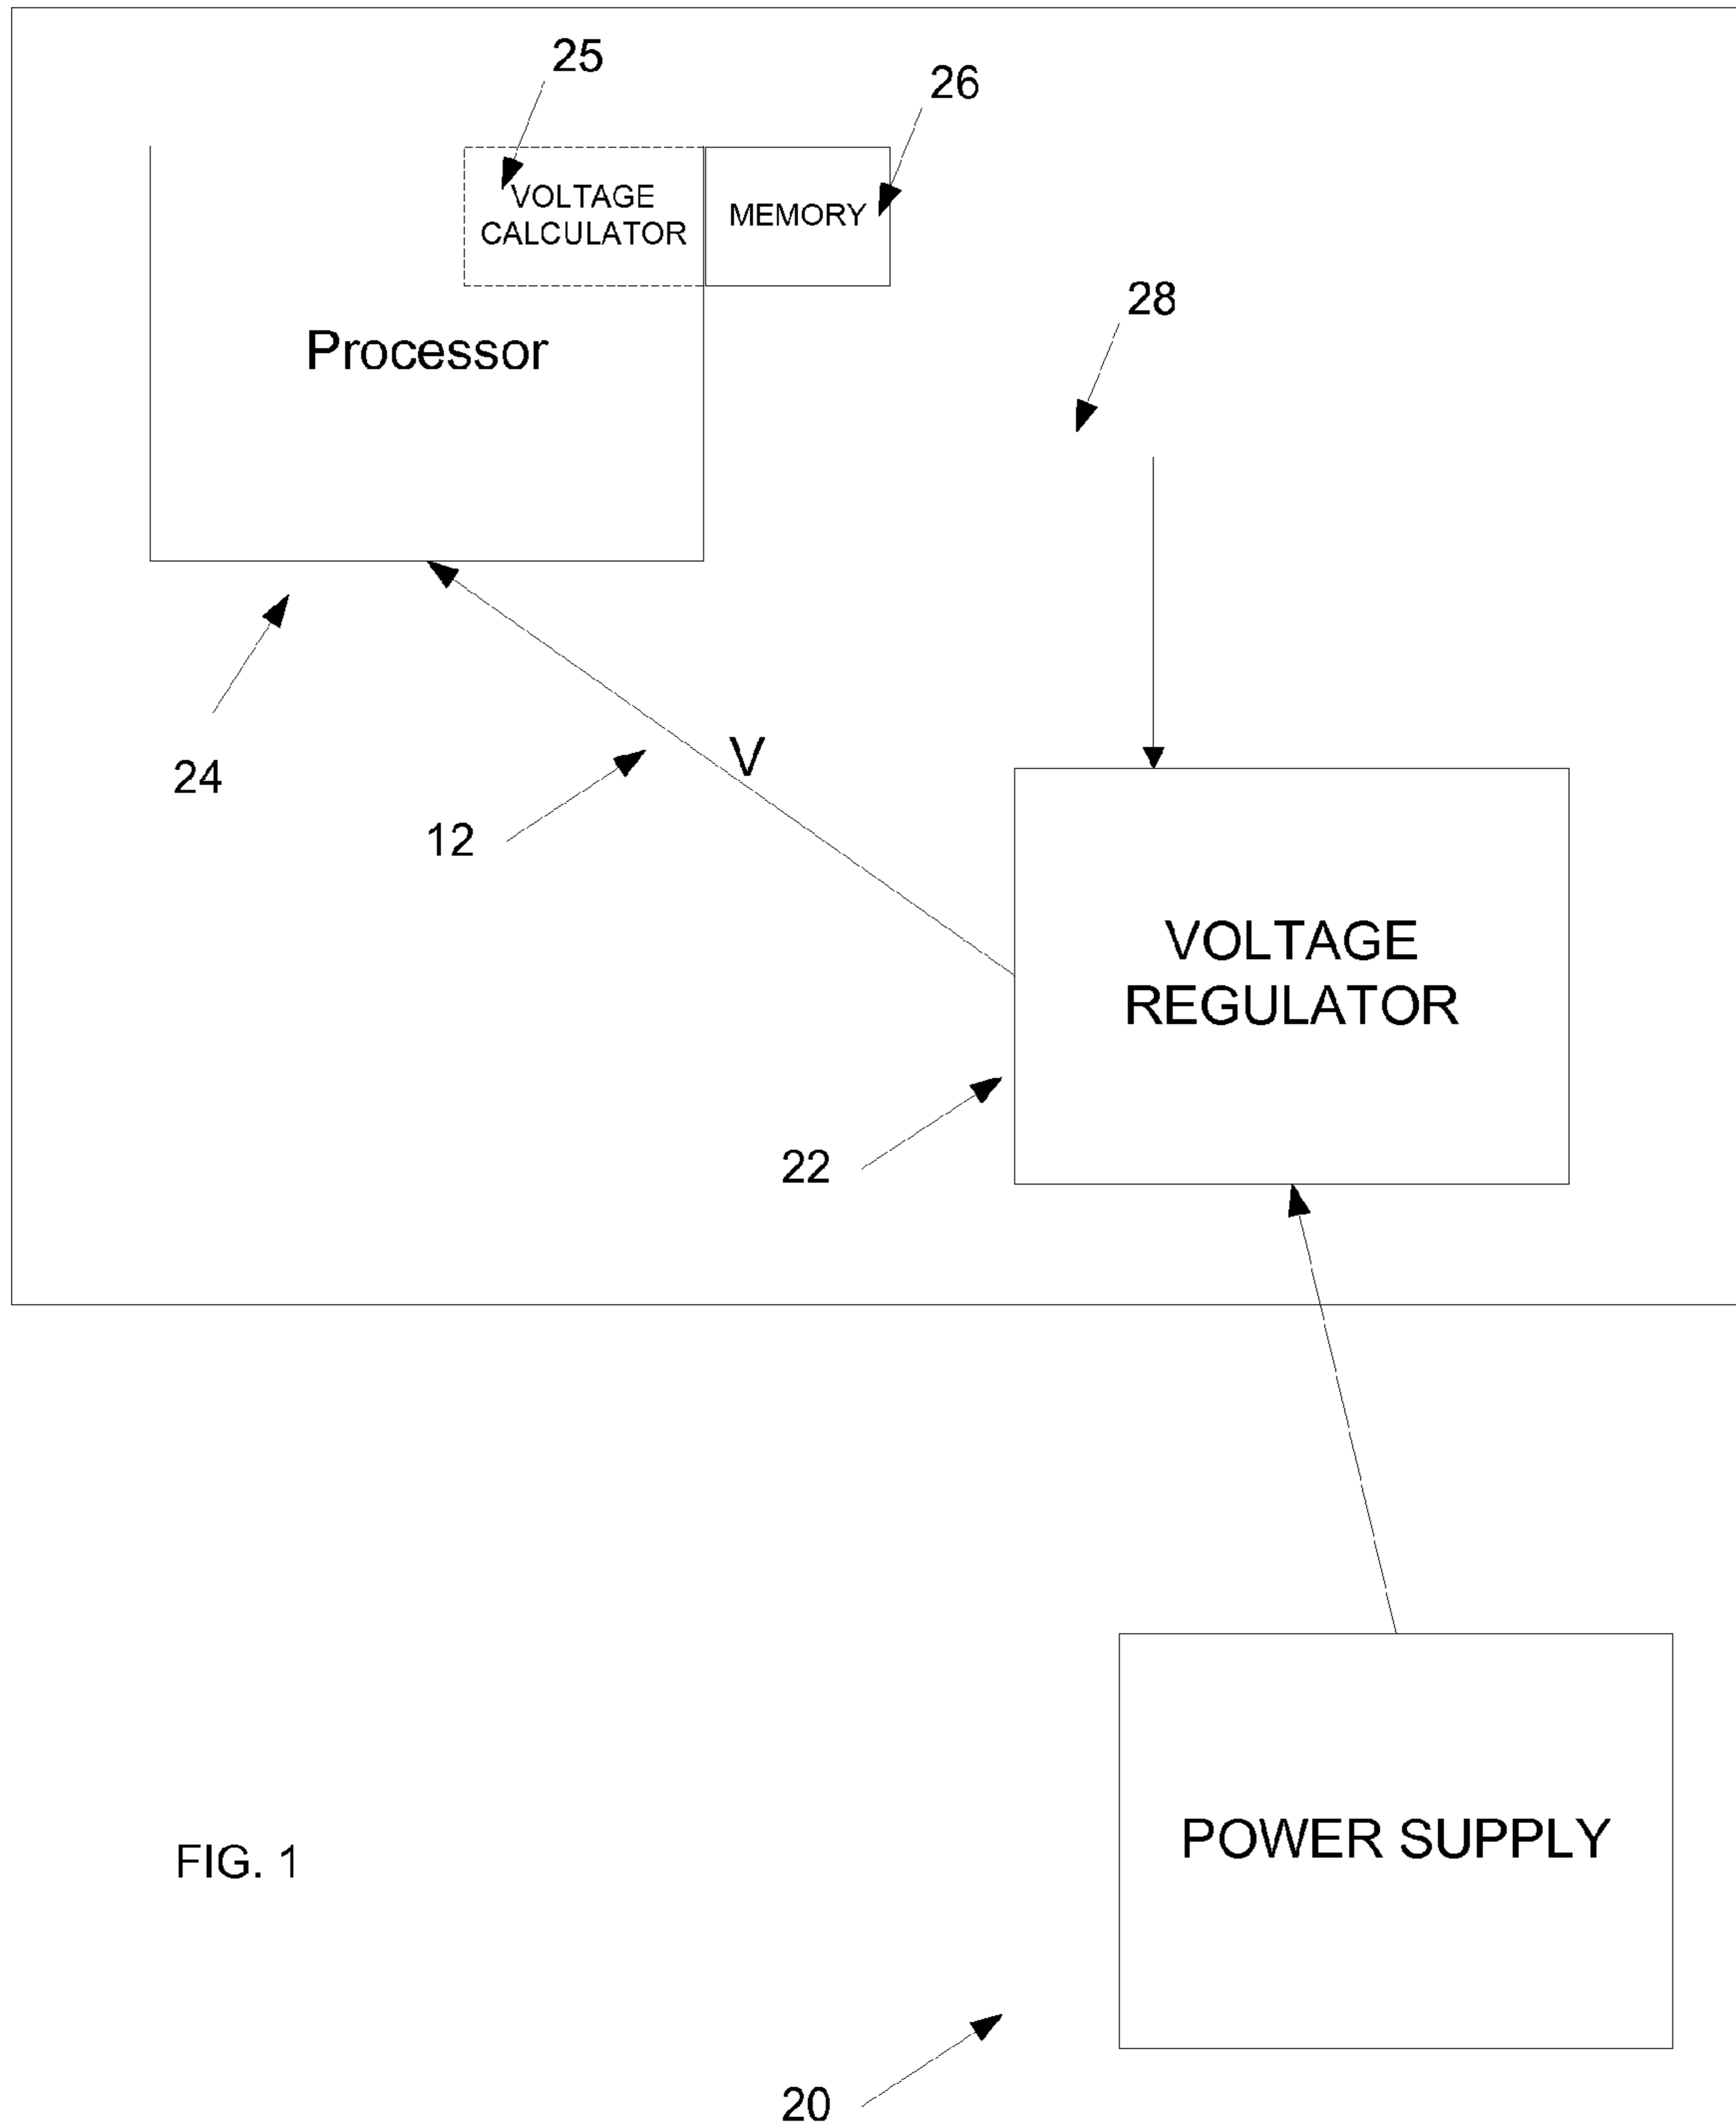 25
26
VOLTAGE
CALCULATOR
MEMORY
28
Processor
24
V
12
VOLTAGE
REGULATOR
22
POWER SUPPLY
FIG. 1
20